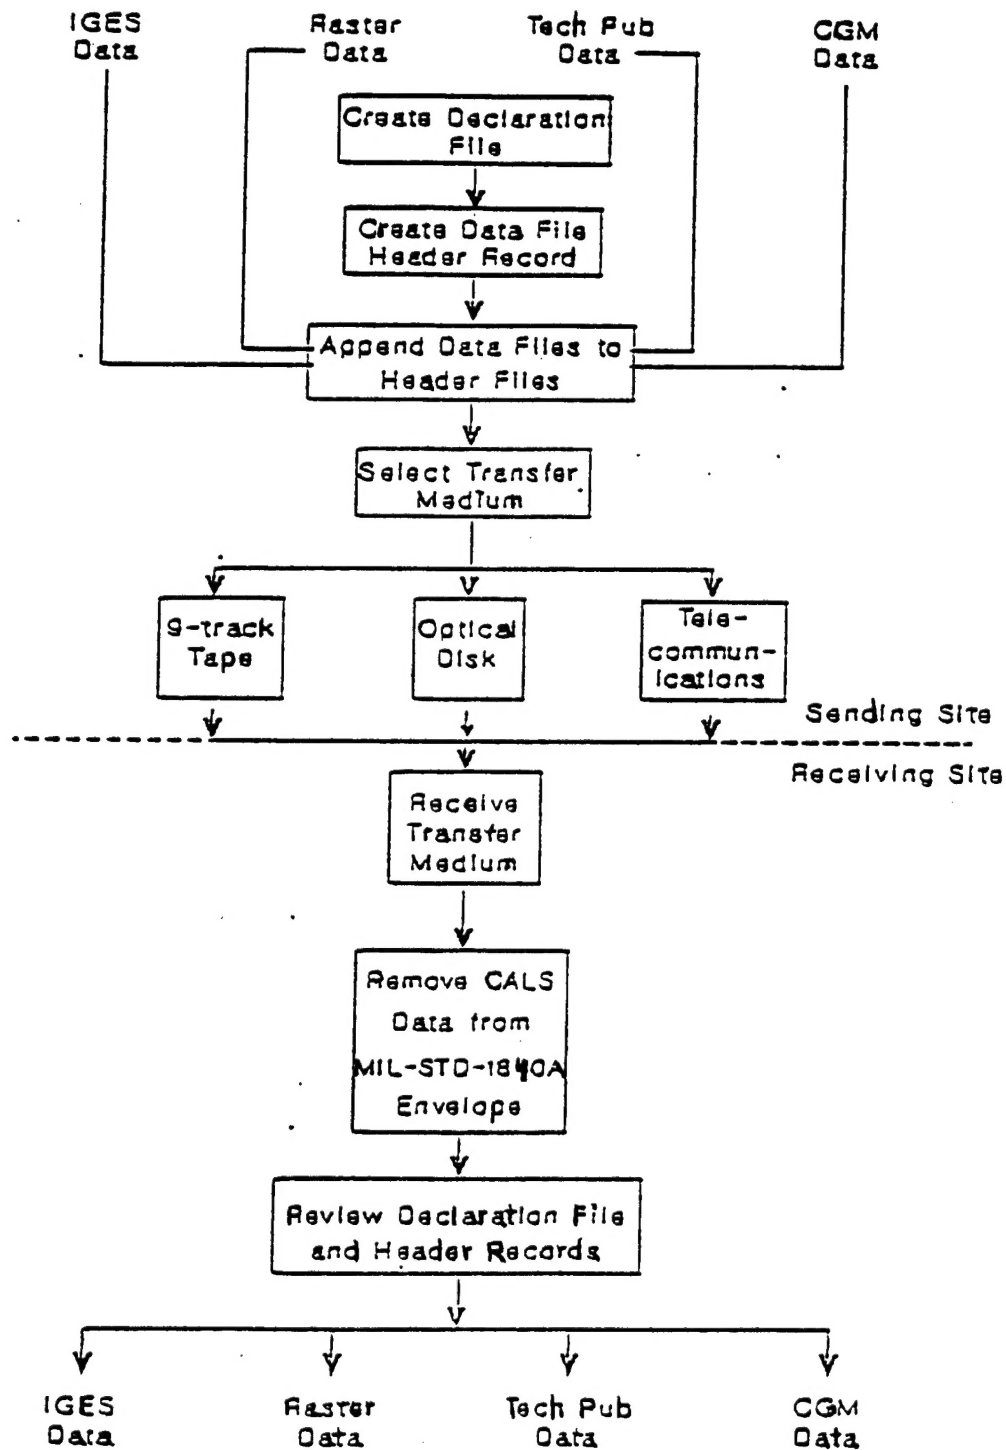 IGES
Data
Raster
Data
Tech Pub
Data
CGM
Data
Create Declaration
File
Create Data File
Header Record
Append Data Files to
Header Files
Select Transfer
Medium
9-track
Tape
Optical
Disk
Tele-
commun-
ications
Sending Site
Receiving Site
Receive
Transfer
Medium
Remove CALS
Data from
MIL-STD-1840A
Envelope
Review Declaration File
and Header Records
IGES
Data
Raster
Data
Tech Pub
Data
CGM
Data